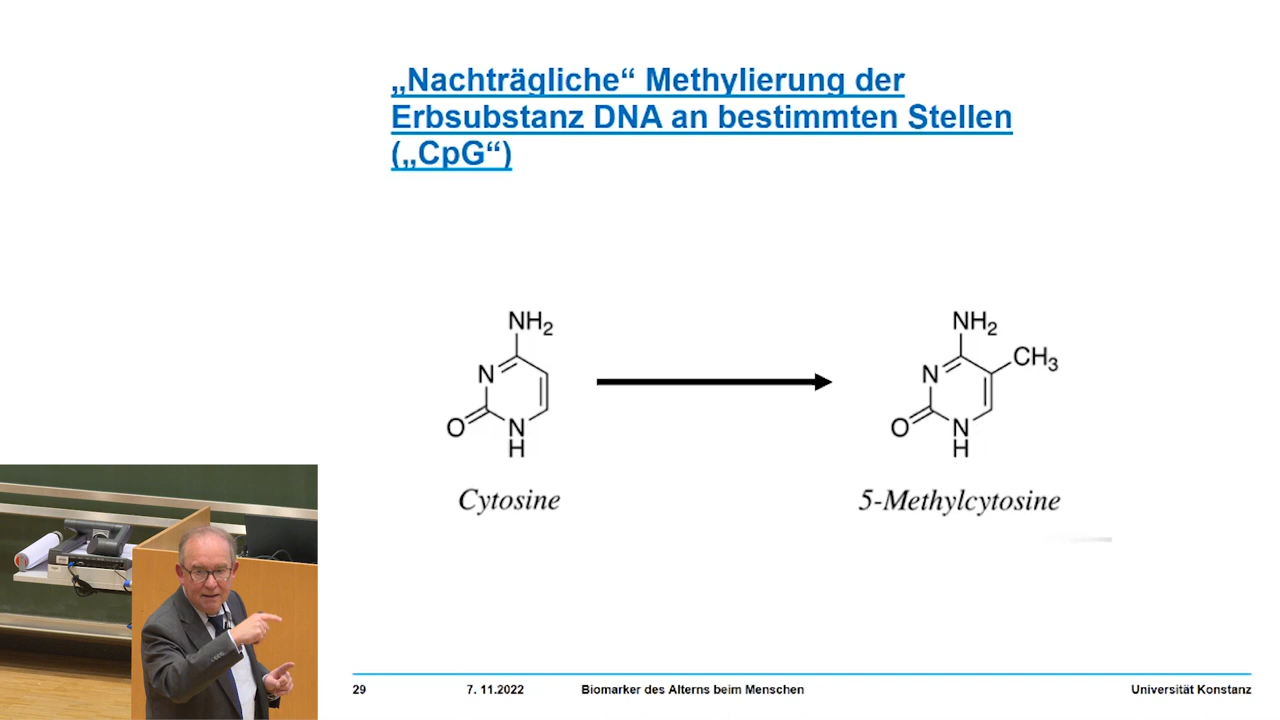 „Nachträgliche“ Methylierung der
Erbsubstanz DNA an bestimmten Stellen
(„CpG“)
NH₂
N
O
N
H
Cytosine
NH₂
CH₃
N
O
N
H
5-Methylcytosine
29 7. 11.2022 Biomarker des Alterns beim Menschen Universität Konstanz